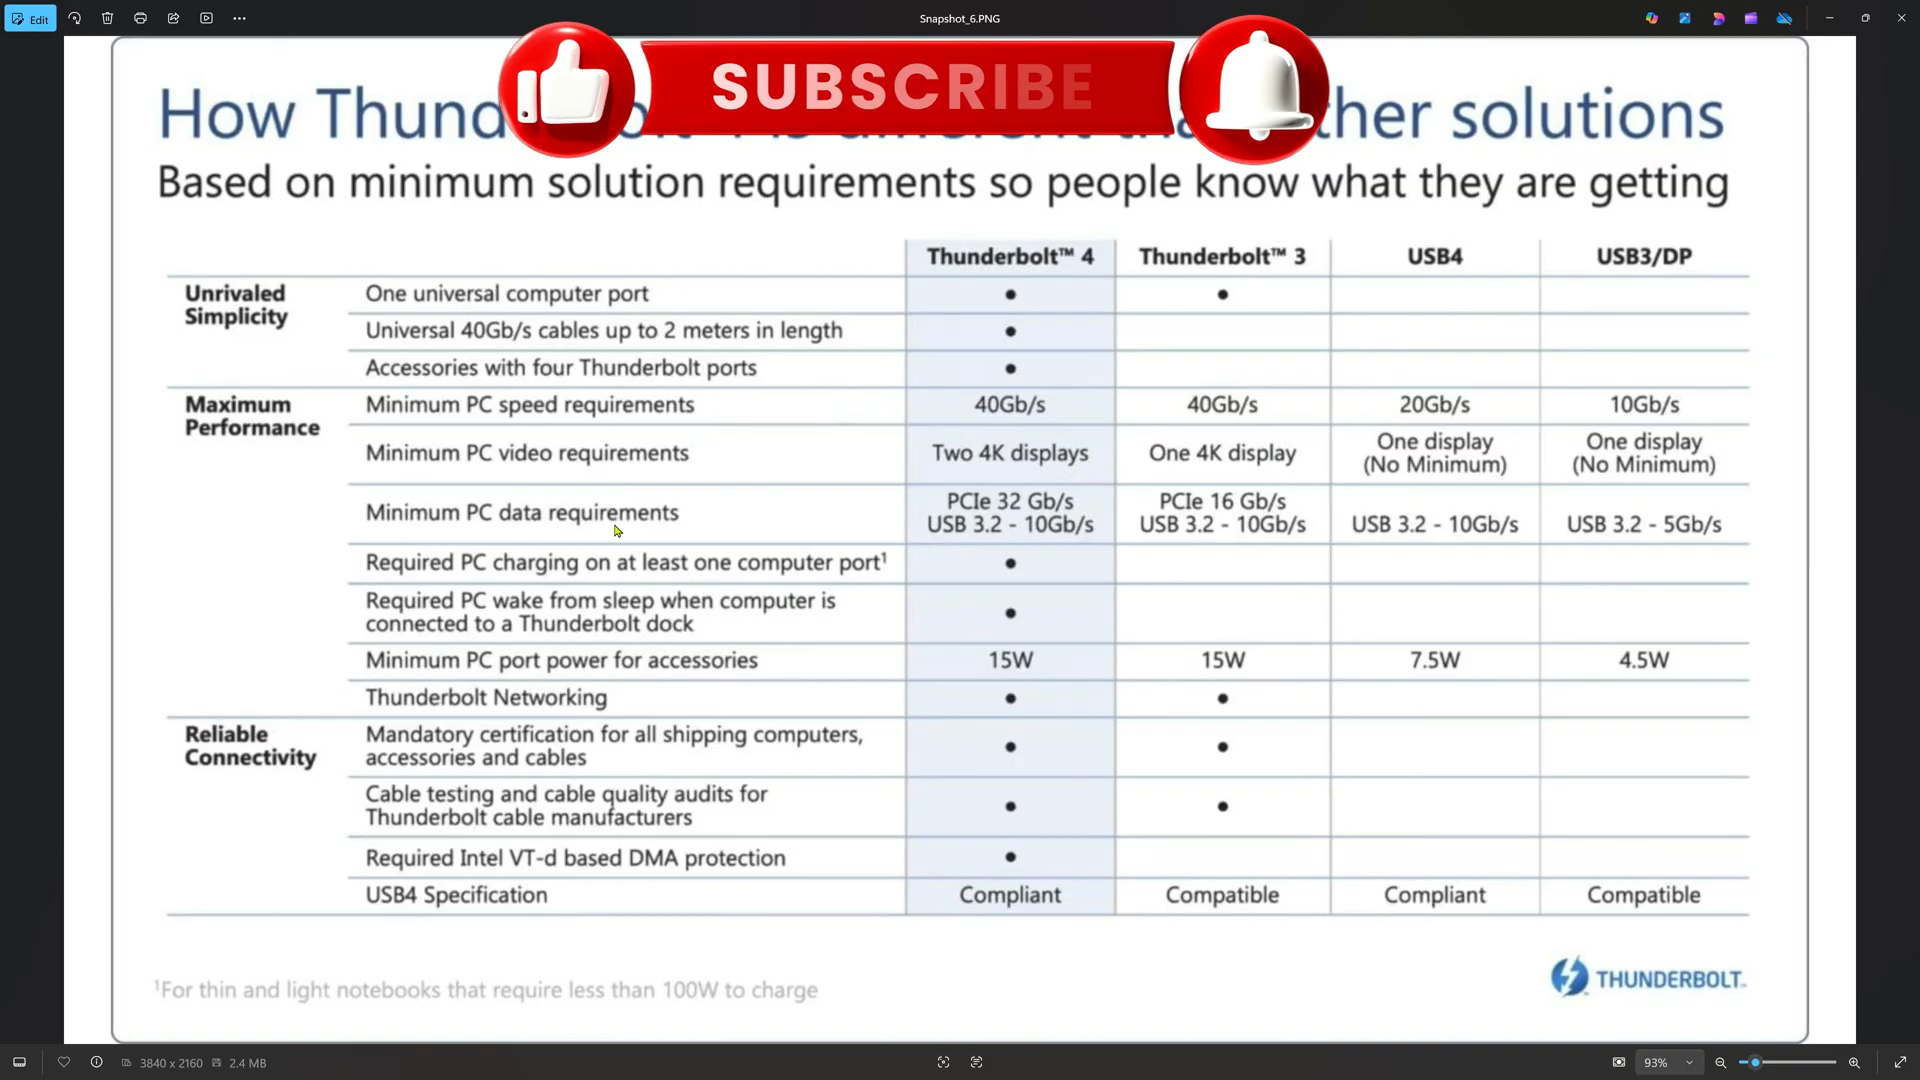 Edit
Snapshot_6.PNG
SUBSCRIBE
How Thund
ther solutions
Based on minimum solution requirements so people know what they are getting
Thunderbolt™ 4 Thunderbolt™ 3 USB4 USB3/DP
Unrivaled
Simplicity
One universal computer port • •
Universal 40Gb/s cables up to 2 meters in length •
Accessories with four Thunderbolt ports •
Maximum
Performance
Minimum PC speed requirements 40Gb/s 40Gb/s 20Gb/s 10Gb/s
Minimum PC video requirements Two 4K displays One 4K display One display One display
(No Minimum) (No Minimum)
Minimum PC data requirements
PCIe 32 Gb/s PCIe 16 Gb/s
USB 3.2 - 10Gb/s USB 3.2 - 10Gb/s USB 3.2 - 10Gb/s USB 3.2 - 5Gb/s
Required PC charging on at least one computer port¹ •
Required PC wake from sleep when computer is
connected to a Thunderbolt dock •
Minimum PC port power for accessories 15W 15W 7.5W 4.5W
Thunderbolt Networking • •
Reliable
Connectivity
Mandatory certification for all shipping computers,
accessories and cables • •
Cable testing and cable quality audits for
Thunderbolt cable manufacturers • •
Required Intel VT-d based DMA protection •
USB4 Specification Compliant Compatible Compliant Compatible
¹For thin and light notebooks that require less than 100W to charge
THUNDERBOLT™
3840 x 2160 2.4 MB
93%